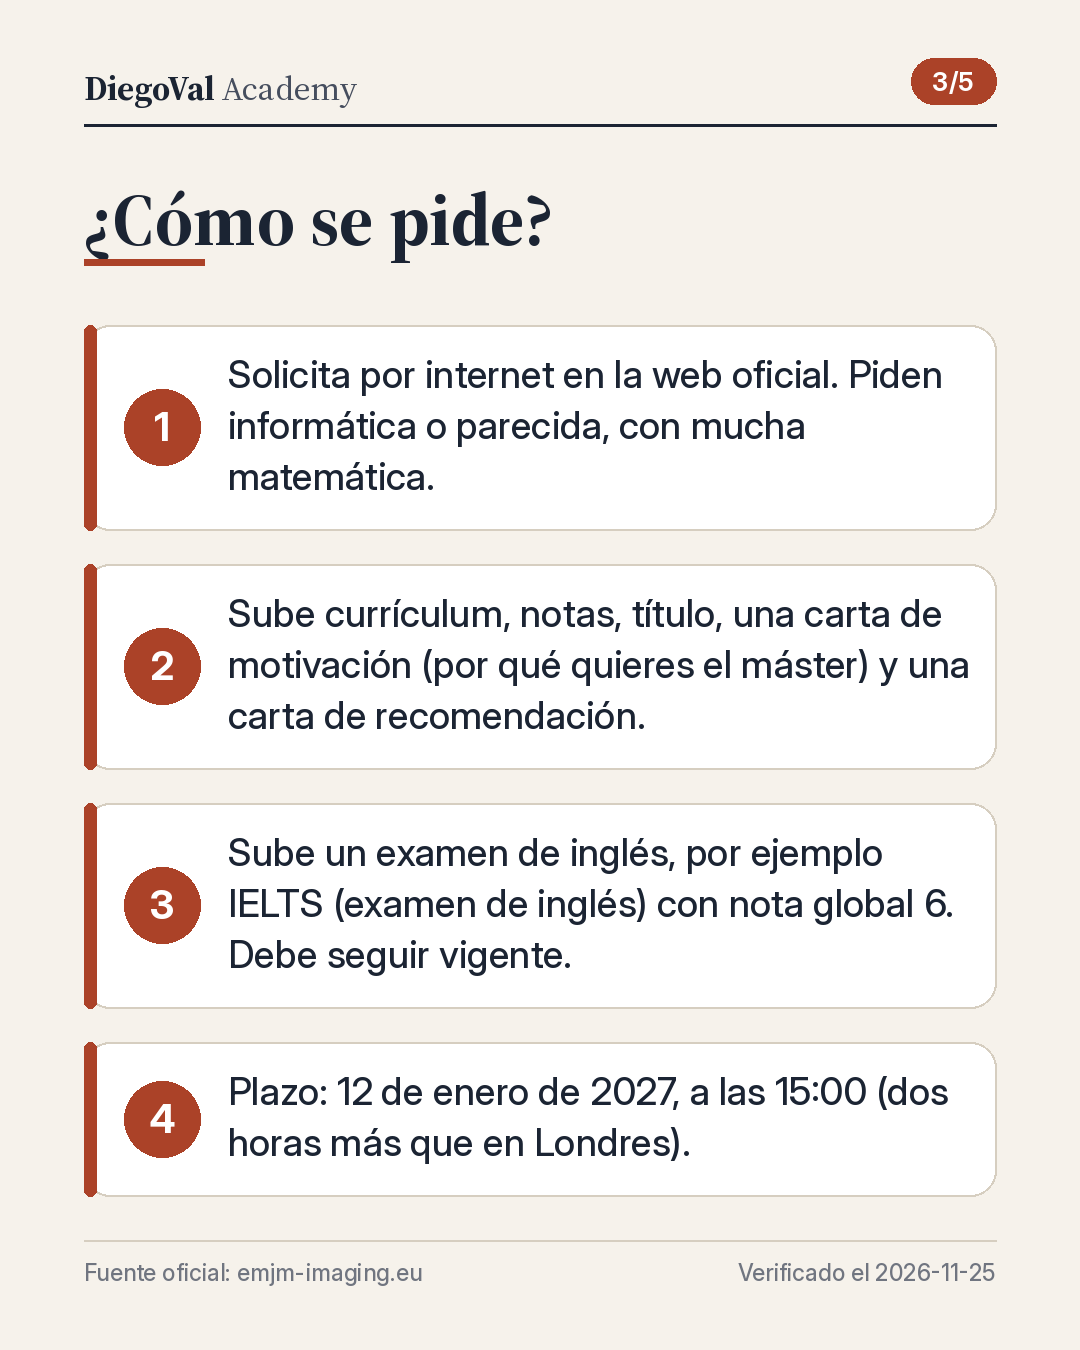 DiegoVal Academy
3/5
¿Cómo se pide?
1
Solicita por internet en la web oficial. Piden
informática o parecida, con mucha
matemática.
2
Sube currículum, notas, título, una carta de
motivación (por qué quieres el máster) y una
carta de recomendación.
3
Sube un examen de inglés, por ejemplo
IELTS (examen de inglés) con nota global 6.
Debe seguir vigente.
4
Plazo: 12 de enero de 2027, a las 15:00 (dos
horas más que en Londres).
Fuente oficial: emjm-imaging.eu
Verificado el 2026-11-25